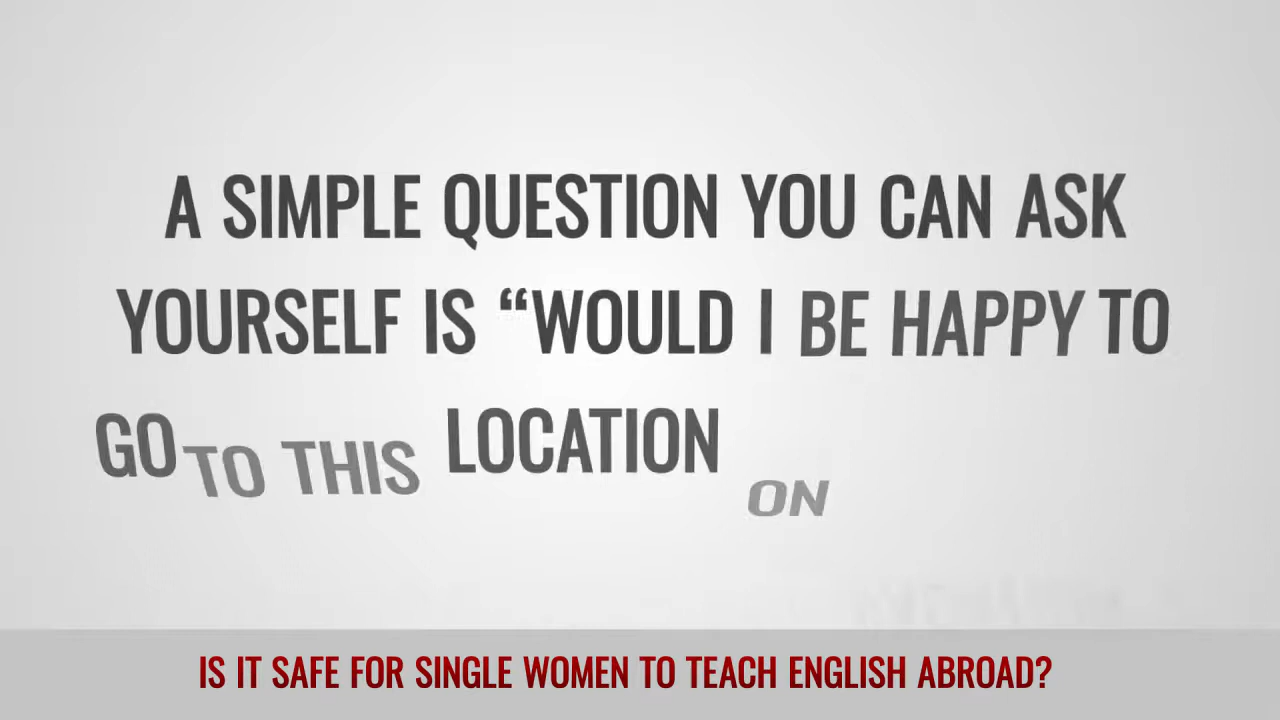 A SIMPLE QUESTION YOU CAN ASK
YOURSELF IS “WOULD I BE HAPPY TO
GO TO THIS LOCATION ON
IS IT SAFE FOR SINGLE WOMEN TO TEACH ENGLISH ABROAD?